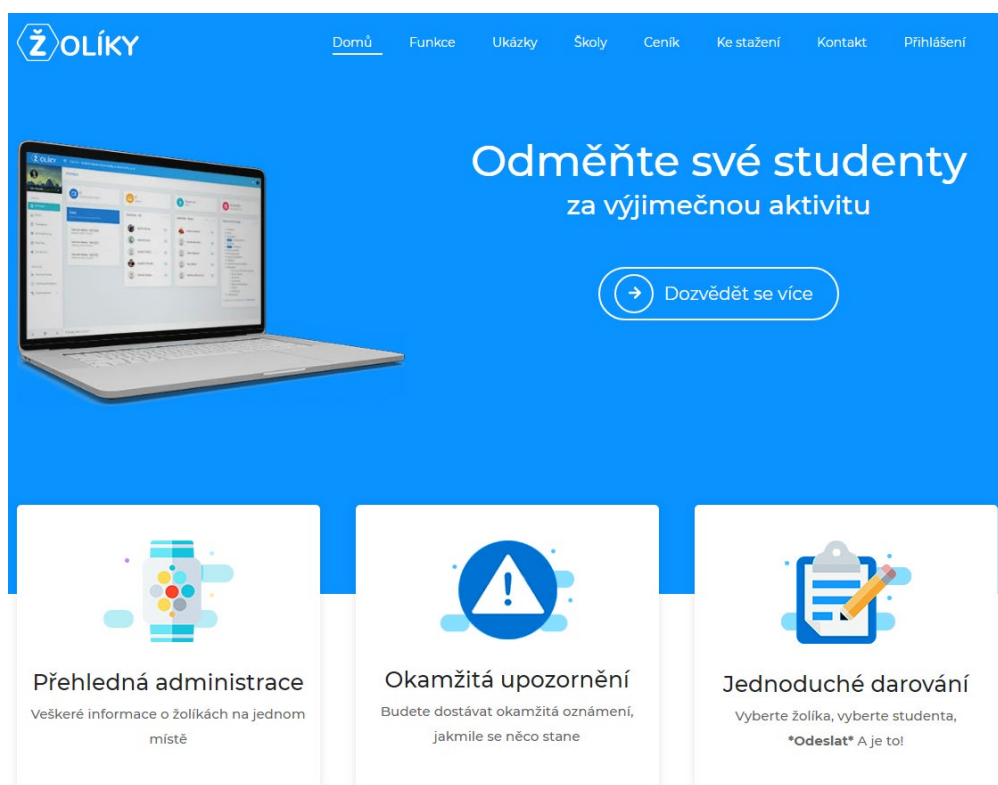 ŽOLÍKY
Domů Funkce Ukázky Školy Ceník Ke stažení Kontakt Přihlášení
Odměňte své studenty
za výjimečnou aktivitu
Dozvědět se více
Přehledná administrace
Veškeré informace o žolíkách na jednom
místě
Okamžitá upozornění
Budete dostávat okamžitá oznámení,
jakmile se něco stane
Jednoduché darování
Vyberte žolíka, vyberte studenta,
*Odeslat* A je to!